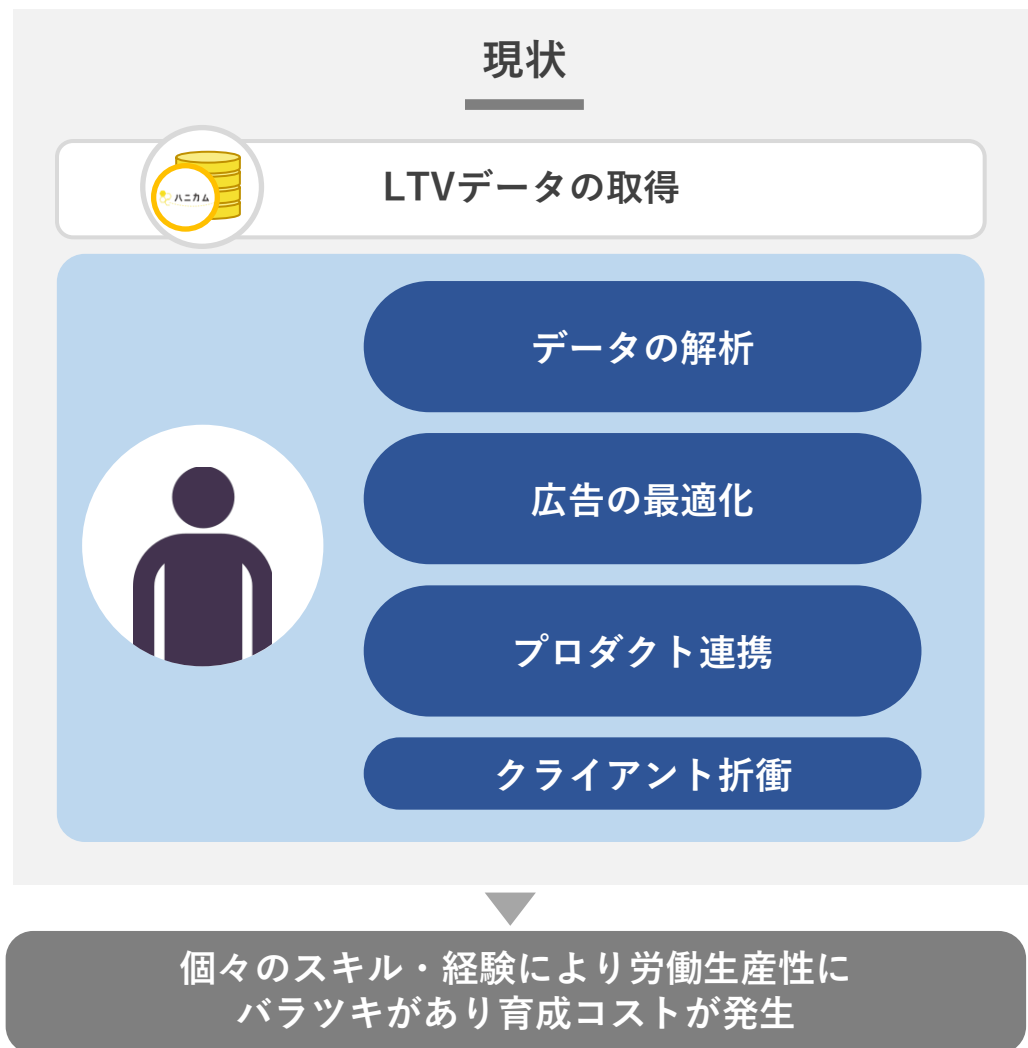 現状
ハニカム
LTVデータの取得
データの解析
広告の最適化
プロダクト連携
クライアント折衝
個々のスキル・経験により労働生産性に
バラツキがあり育成コストが発生